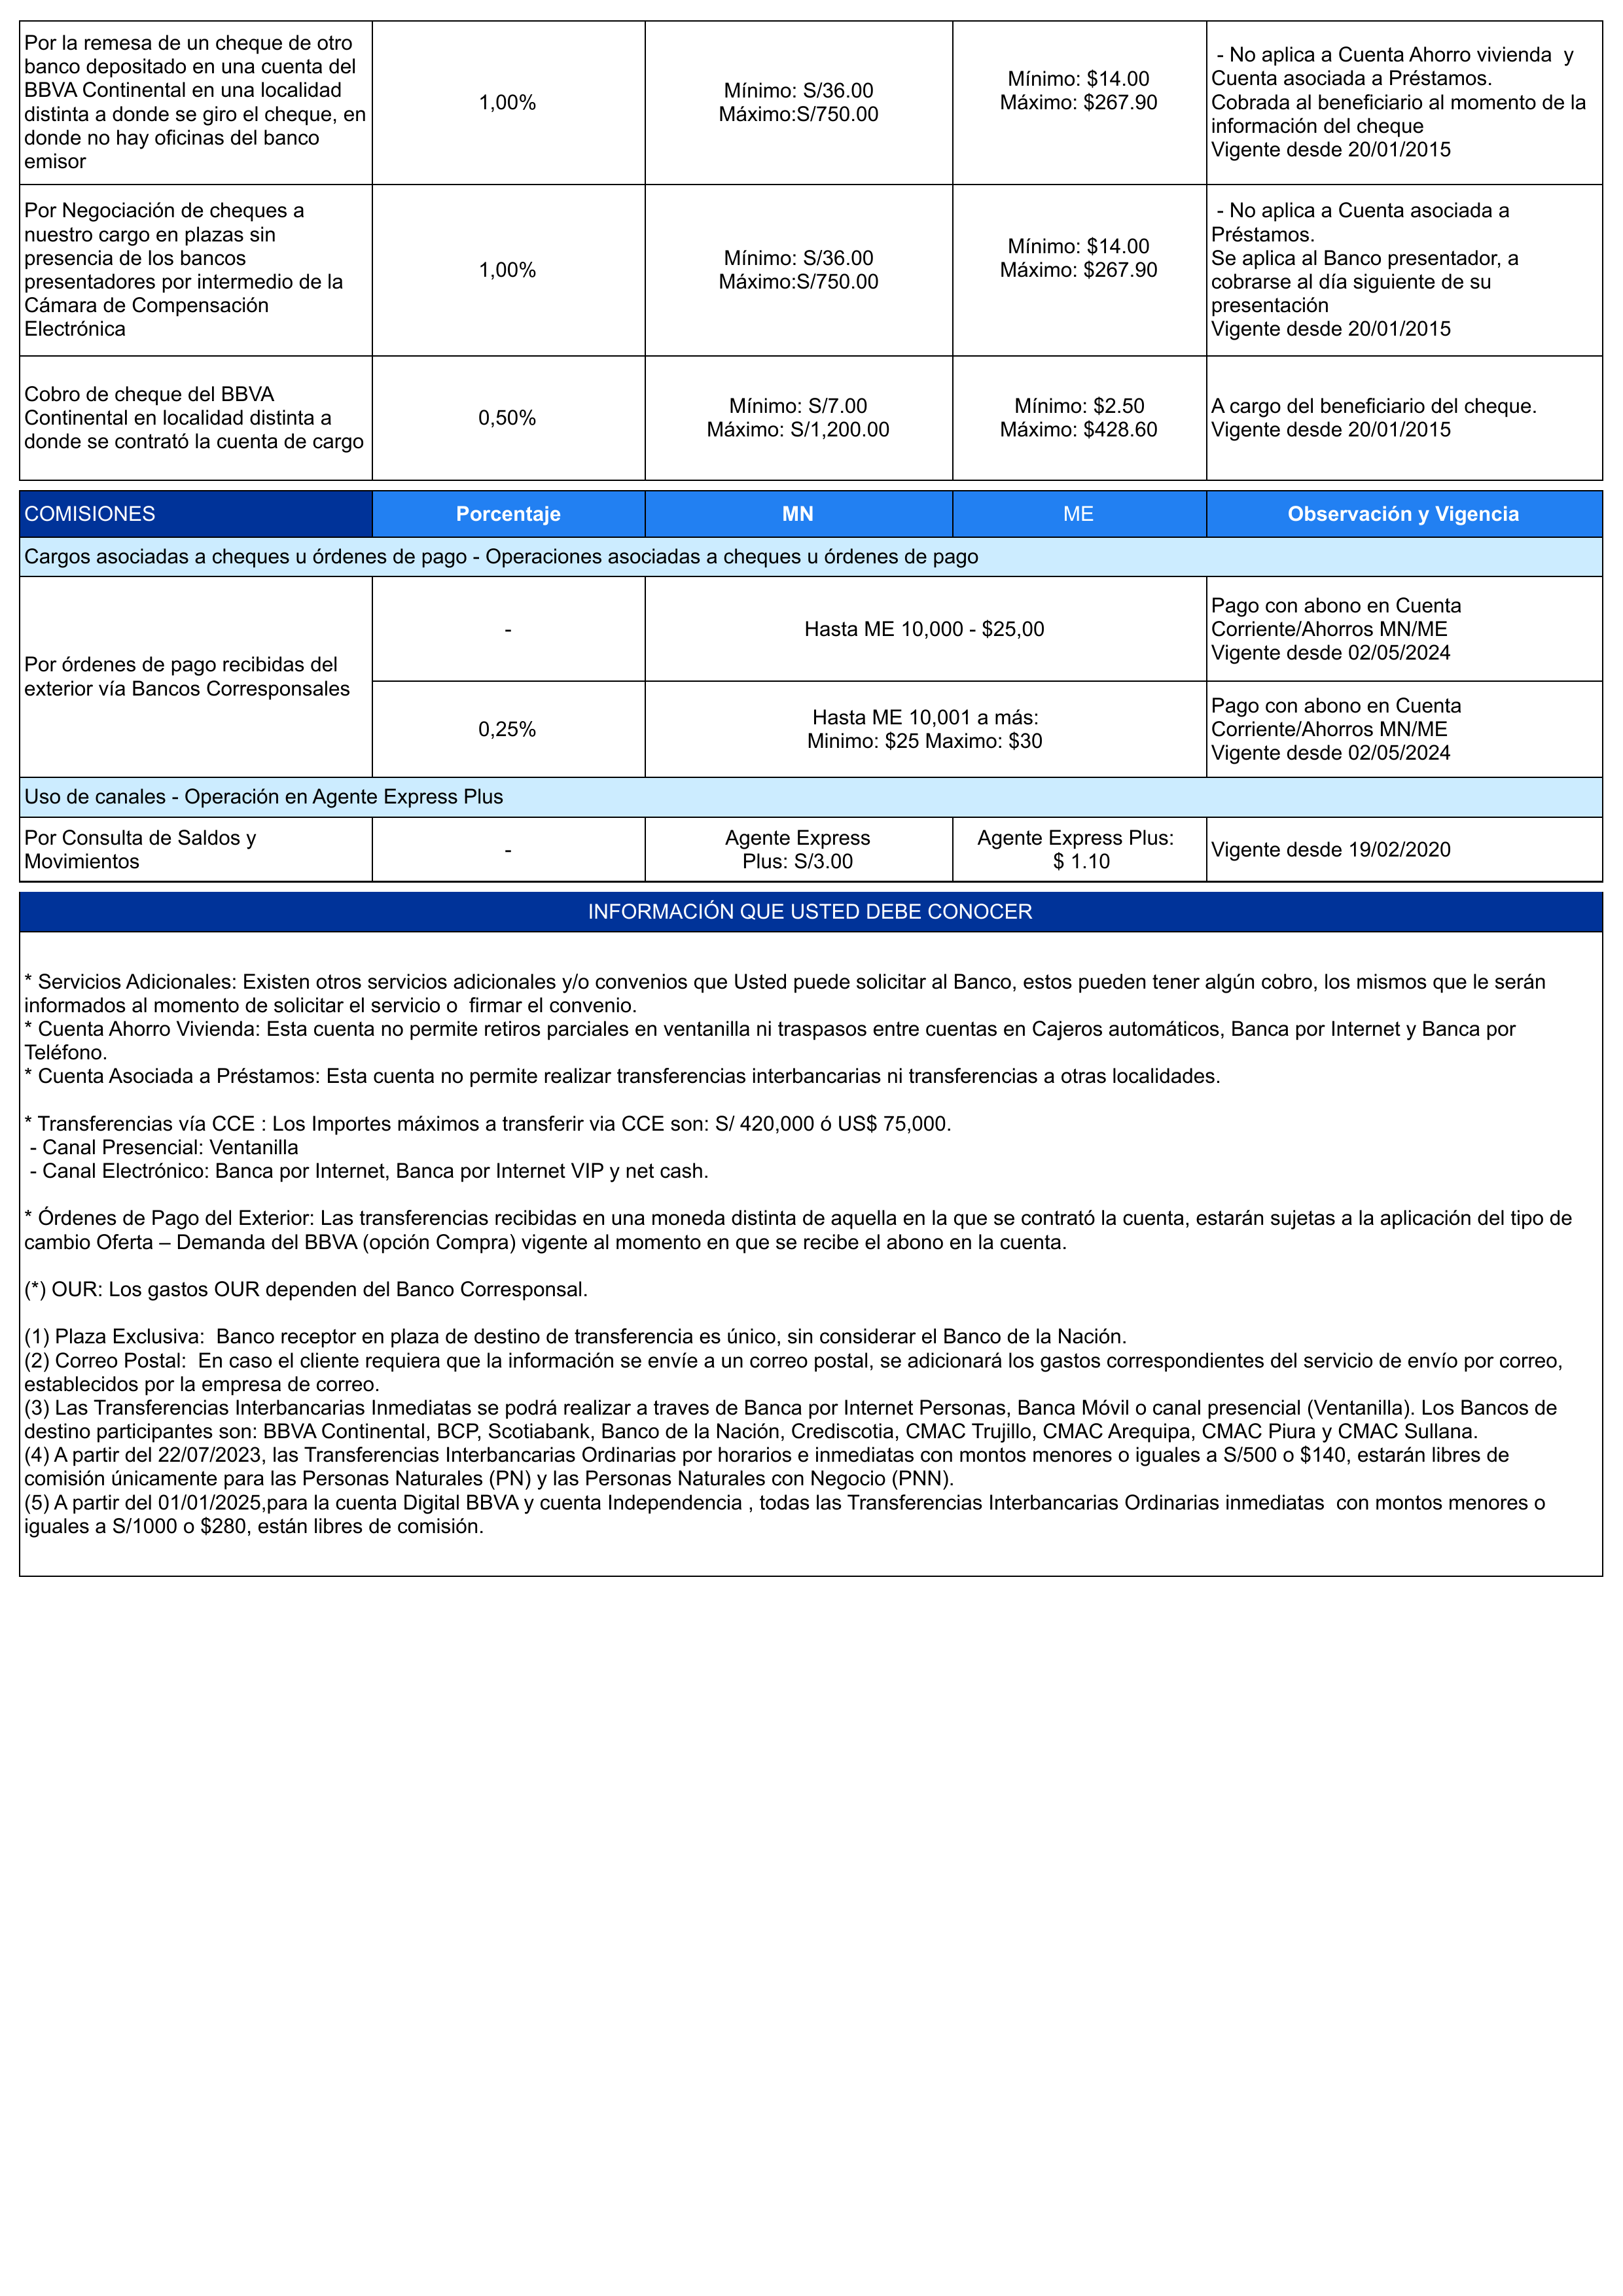 Por la remesa de un cheque de otro
banco depositado en una cuenta del
BBVA Continental en una localidad
distinta a donde se giro el cheque, en
donde no hay oficinas del banco
emisor
1,00%
Mínimo: S/36.00
Máximo:S/750.00
Mínimo: $14.00
Máximo: $267.90
- No aplica a Cuenta Ahorro vivienda  y
Cuenta asociada a Préstamos.
Cobrada al beneficiario al momento de la
información del cheque
Vigente desde 20/01/2015
Por Negociación de cheques a
nuestro cargo en plazas sin
presencia de los bancos
presentadores por intermedio de la
Cámara de Compensación
Electrónica
1,00%
Mínimo: S/36.00
Máximo:S/750.00
Mínimo: $14.00
Máximo: $267.90
- No aplica a Cuenta asociada a
Préstamos.
Se aplica al Banco presentador, a
cobrarse al día siguiente de su
presentación
Vigente desde 20/01/2015
Cobro de cheque del BBVA
Continental en localidad distinta a
donde se contrató la cuenta de cargo
0,50%
Mínimo: S/7.00
Máximo: S/1,200.00
Mínimo: $2.50
Máximo: $428.60
A cargo del beneficiario del cheque.
Vigente desde 20/01/2015
COMISIONES
Porcentaje
MN
ME
Observación y Vigencia
Cargos asociadas a cheques u órdenes de pago - Operaciones asociadas a cheques u órdenes de pago
Por órdenes de pago recibidas del
exterior vía Bancos Corresponsales
-
Hasta ME 10,000 - $25,00
Pago con abono en Cuenta
Corriente/Ahorros MN/ME
Vigente desde 02/05/2024
0,25%
Hasta ME 10,001 a más:
Minimo: $25 Maximo: $30
Pago con abono en Cuenta
Corriente/Ahorros MN/ME
Vigente desde 02/05/2024
Uso de canales - Operación en Agente Express Plus
Por Consulta de Saldos y
Movimientos
-
Agente Express
Plus: S/3.00
Agente Express Plus:
$ 1.10
Vigente desde 19/02/2020
INFORMACIÓN QUE USTED DEBE CONOCER
* Servicios Adicionales: Existen otros servicios adicionales y/o convenios que Usted puede solicitar al Banco, estos pueden tener algún cobro, los mismos que le serán
informados al momento de solicitar el servicio o  firmar el convenio.
* Cuenta Ahorro Vivienda: Esta cuenta no permite retiros parciales en ventanilla ni traspasos entre cuentas en Cajeros automáticos, Banca por Internet y Banca por
Teléfono.
* Cuenta Asociada a Préstamos: Esta cuenta no permite realizar transferencias interbancarias ni transferencias a otras localidades.
* Transferencias vía CCE : Los Importes máximos a transferir via CCE son: S/ 420,000 ó US$ 75,000.
- Canal Presencial: Ventanilla
- Canal Electrónico: Banca por Internet, Banca por Internet VIP y net cash.
* Órdenes de Pago del Exterior: Las transferencias recibidas en una moneda distinta de aquella en la que se contrató la cuenta, estarán sujetas a la aplicación del tipo de
cambio Oferta – Demanda del BBVA (opción Compra) vigente al momento en que se recibe el abono en la cuenta.
(*) OUR: Los gastos OUR dependen del Banco Corresponsal.
(1) Plaza Exclusiva:  Banco receptor en plaza de destino de transferencia es único, sin considerar el Banco de la Nación.
(2) Correo Postal:  En caso el cliente requiera que la información se envíe a un correo postal, se adicionará los gastos correspondientes del servicio de envío por correo,
establecidos por la empresa de correo.
(3) Las Transferencias Interbancarias Inmediatas se podrá realizar a traves de Banca por Internet Personas, Banca Móvil o canal presencial (Ventanilla). Los Bancos de
destino participantes son: BBVA Continental, BCP, Scotiabank, Banco de la Nación, Crediscotia, CMAC Trujillo, CMAC Arequipa, CMAC Piura y CMAC Sullana.
(4) A partir del 22/07/2023, las Transferencias Interbancarias Ordinarias por horarios e inmediatas con montos menores o iguales a S/500 o $140, estarán libres de
comisión únicamente para las Personas Naturales (PN) y las Personas Naturales con Negocio (PNN).
(5) A partir del 01/01/2025,para la cuenta Digital BBVA y cuenta Independencia , todas las Transferencias Interbancarias Ordinarias inmediatas  con montos menores o
iguales a S/1000 o $280, están libres de comisión.